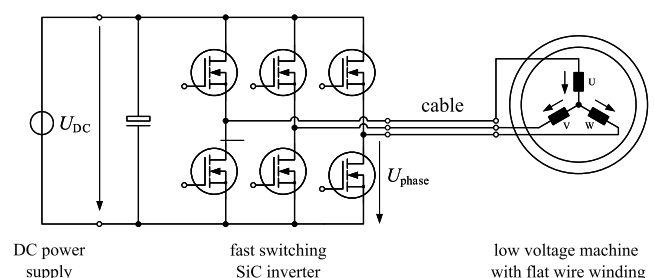 U
cable
U_DC
V W
U_phase
DC power
supply
fast switching
SiC inverter
low voltage machine
with flat wire winding